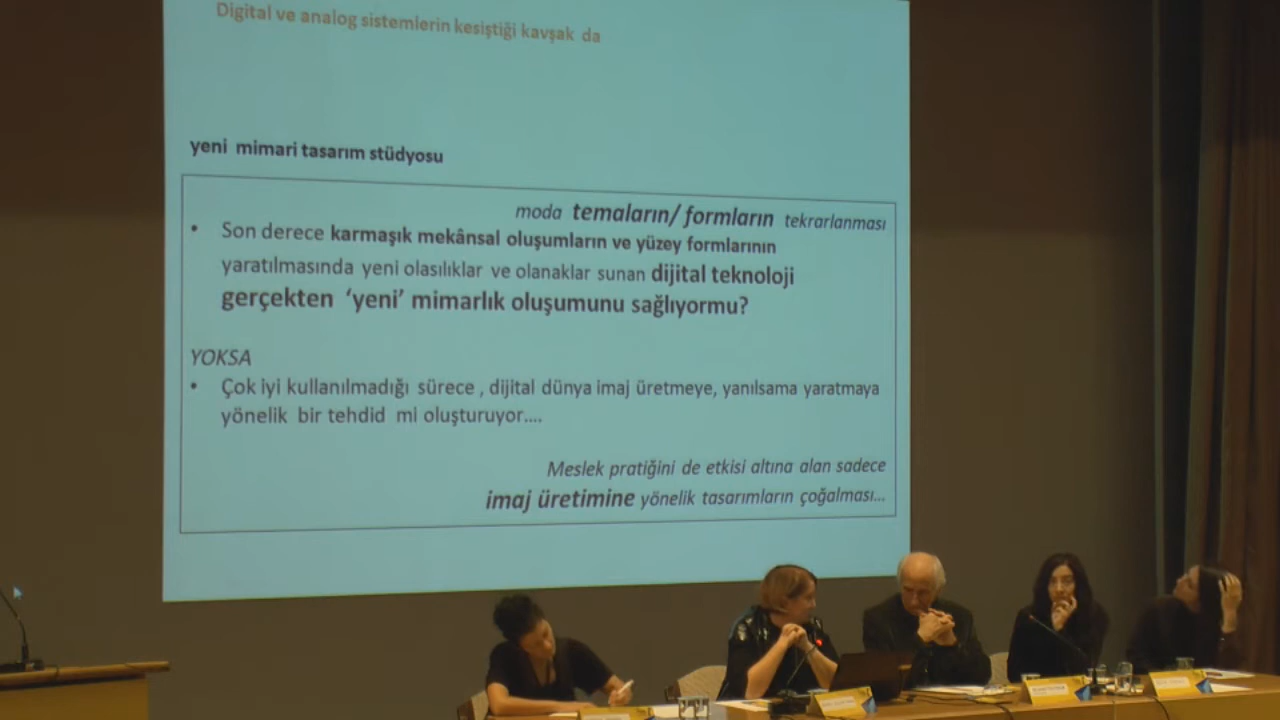 Digital ve analog sistemlerin kesiştiği kavşak da
yeni mimari tasarım stüdyosu
moda temaların/ formların tekrarlanması
• Son derece karmaşık mekânsal oluşumların ve yüzey formlarının
yaratılmasında yeni olasılıklar ve olanaklar sunan dijital teknoloji
gerçekten ‘yeni’ mimarlık oluşumunu sağlıyormu?
YOKSA
• Çok iyi kullanılmadığı sürece , dijital dünya imaj üretmeye, yanılsama yaratmaya
yönelik bir tehdid mi oluşturuyor....
Meslek pratiğini de etkisi altına alan sadece
imaj üretimine yönelik tasarımların çoğalması...